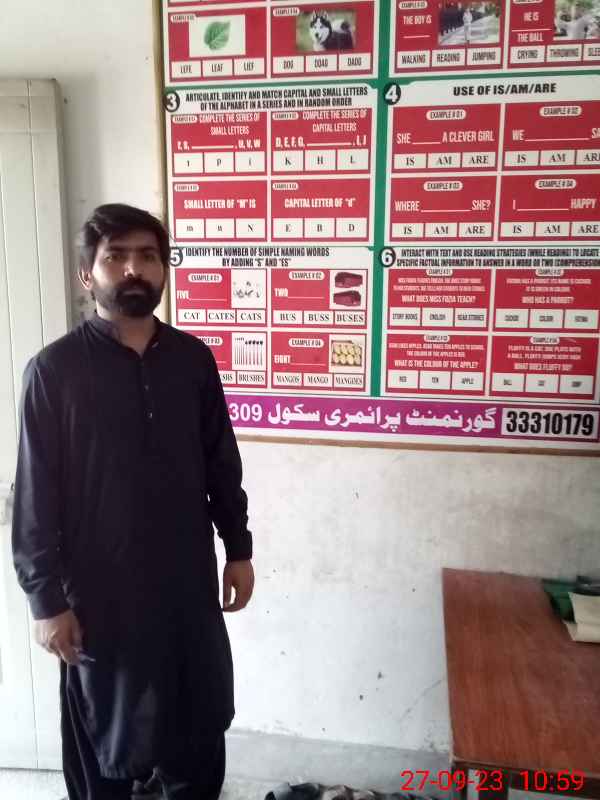 EXAMPLE # 03
LEFE LEAF LIEF
DOG DOAG DAOG
THE BOY IS
WALKING READING JUMPING
HE IS
THE BALL
CRYING THROWING
3 ARTICULATE, IDENTIFY AND MATCH CAPITAL AND SMALL LETTERS
OF THE ALPHABET IN A SERIES AND IN RANDOM ORDER
COMPLETE THE SERIES OF
SMALL LETTERS
r, s, , u, v, w
t p i
COMPLETE THE SERIES OF
CAPITAL LETTERS
D, E, F, G, , I, J
K H L
SMALL LETTER OF "M" IS
m n N
CAPITAL LETTER OF "d"
E B D
4 USE OF IS/AM/ARE
EXAMPLE # 01
SHE A CLEVER GIRL
IS AM ARE
EXAMPLE # 02
WE
IS AM ARE
EXAMPLE # 03
WHERE SHE?
IS AM ARE
EXAMPLE # 04
I HAPPY
IS AM ARE
5 IDENTIFY THE NUMBER OF SIMPLE NAMING WORDS
BY ADDING "S" AND "ES"
EXAMPLE # 01
FIVE
CAT CATES CATS
EXAMPLE # 02
TWO
BUS BUSS BUSES
BRUSHES
EXAMPLE # 04
EIGHT
MANGOS MANGO MANGOES
6 INTERACT WITH TEXT AND USE READING STRATEGIES (WHILE READING) TO LOCATE
SPECIFIC FACTUAL INFORMATION TO ANSWER IN A WORD OR TWO
WHAT DOES MISS FOZIA TEACH?
STORY BOOKS ENGLISH READ STORIES
WHO HAS A PARROT?
COLOUR FATIMA
WHAT IS THE COLOUR OF THE APPLE?
RED TEN APPLE
WHAT DOES FLUFFY DO?
BALL CAT JUMP
گورنمنٹ پرائمری سکول 309
33310179
27-09-23 10:59